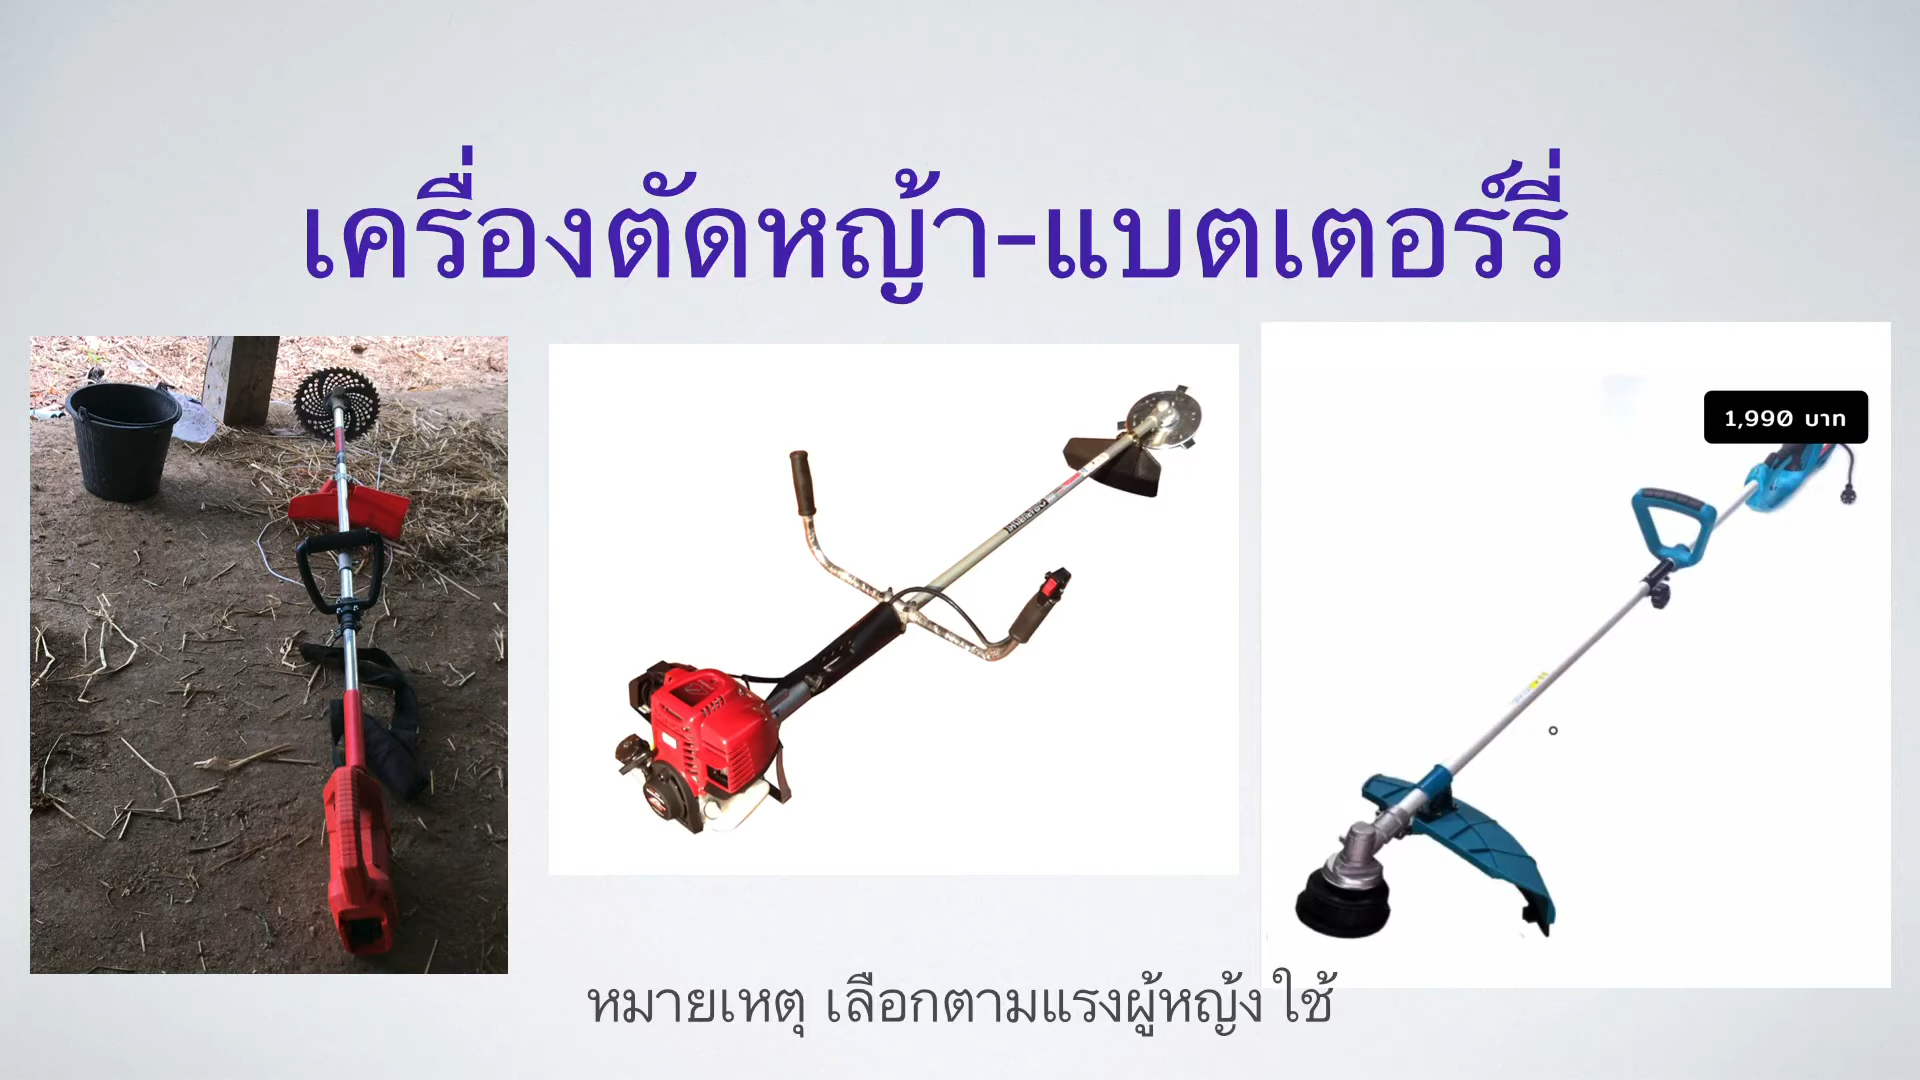 เครื่องตัดหญ้า-แบตเตอร์รี่
1,990 บาท
หมายเหตุ เลือกตามแรงผู้หญ้ง ใช้